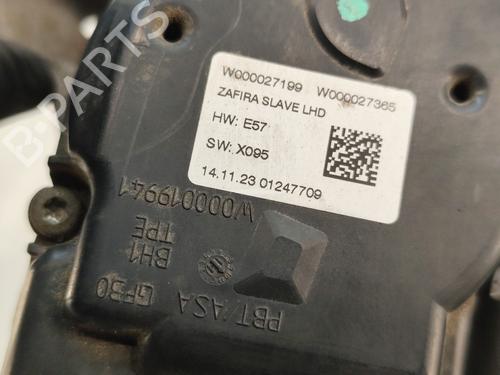 B-PARTS
W000027199 W000027365
ZAFIRA SLAVE LHD
HW: E57
SW: X095
14.11.23 01247709
W000019941
TPE
BH1
PBT/ASA GF30